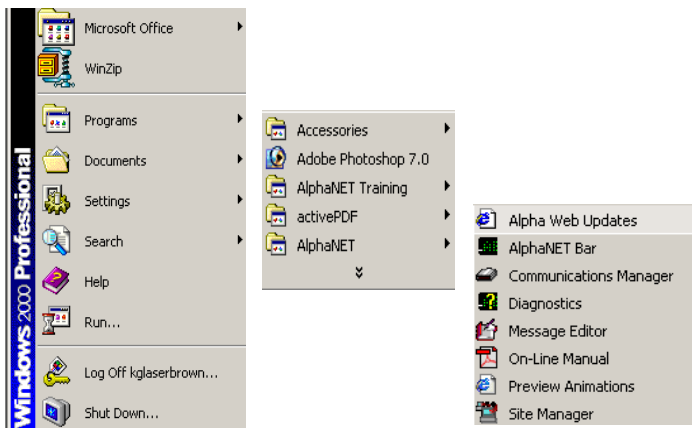 Windows 2000 Professional
Microsoft Office
WinZip
Programs
Documents
Settings
Search
Help
Run...
Log Off kglaserbrown...
Shut Down...
Accessories
Adobe Photoshop 7.0
AlphaNET Training
activePDF
AlphaNET
Alpha Web Updates
AlphaNET Bar
Communications Manager
Diagnostics
Message Editor
On-Line Manual
Preview Animations
Site Manager